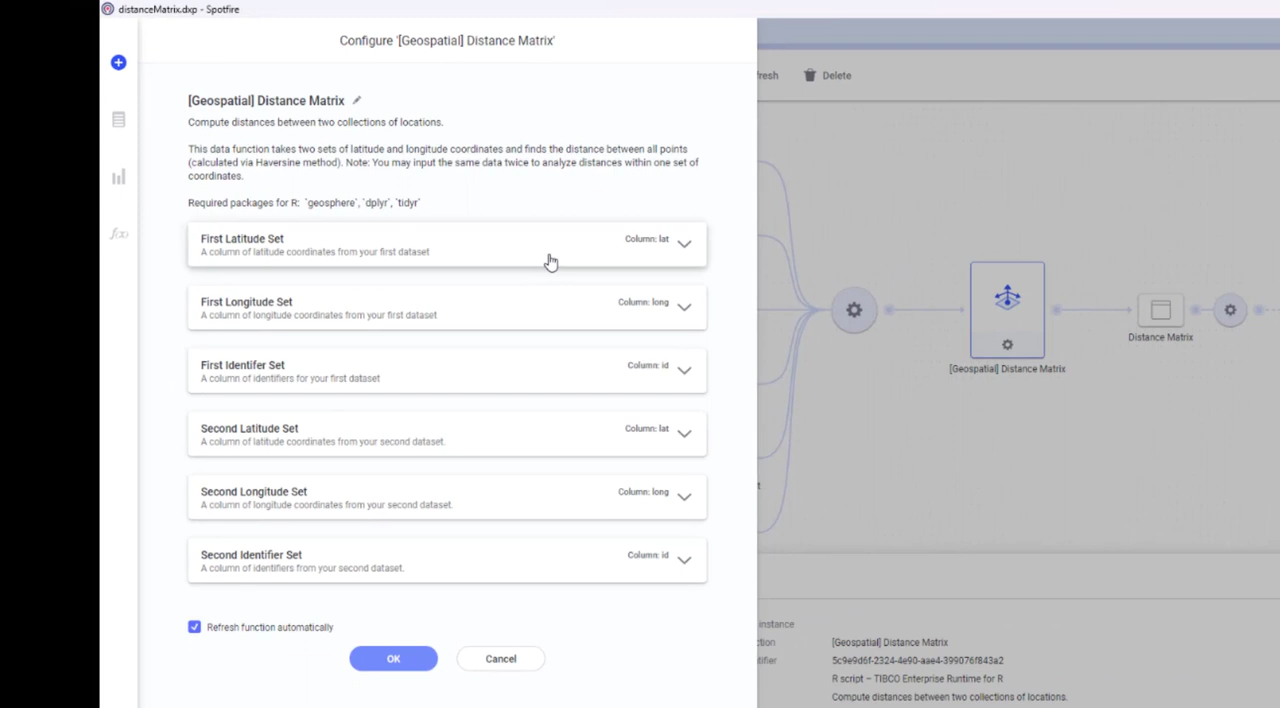 distanceMatrix.dxp - Spotfire
Configure '[Geospatial] Distance Matrix'
[Geospatial] Distance Matrix
Compute distances between two collections of locations.
This data function takes two sets of latitude and longitude coordinates and finds the distance between all points
(calculated via Haversine method). Note: You may input the same data twice to analyze distances within one set of
coordinates.
Required packages for R: `geosphere`, `dplyr, `tidyr`
First Latitude Set
Column: lat
A column of latitude coordinates from your first dataset
First Longitude Set
Column: long
A column of longitude coordinates from your first dataset
First Identifer Set
Column: id
A column of identifiers for your first dataset
Second Latitude Set
Column: lat
A column of latitude coordinates from your second dataset.
Second Longitude Set
Column: long
A column of longitude coordinates from your second dataset.
Second Identifier Set
Column: id
A column of identifiers from your second dataset.
Refresh function automatically
OK
Cancel
f(x)
fresh
Delete
[Geospatial] Distance Matrix
Distance Matrix
t
instance
ction
[Geospatial] Distance Matrix
tifier
5c9e9d6f-2324-4e90-aae4-399076f843a2
R script – TIBCO Enterprise Runtime for R
Compute distances between two collections of locations.